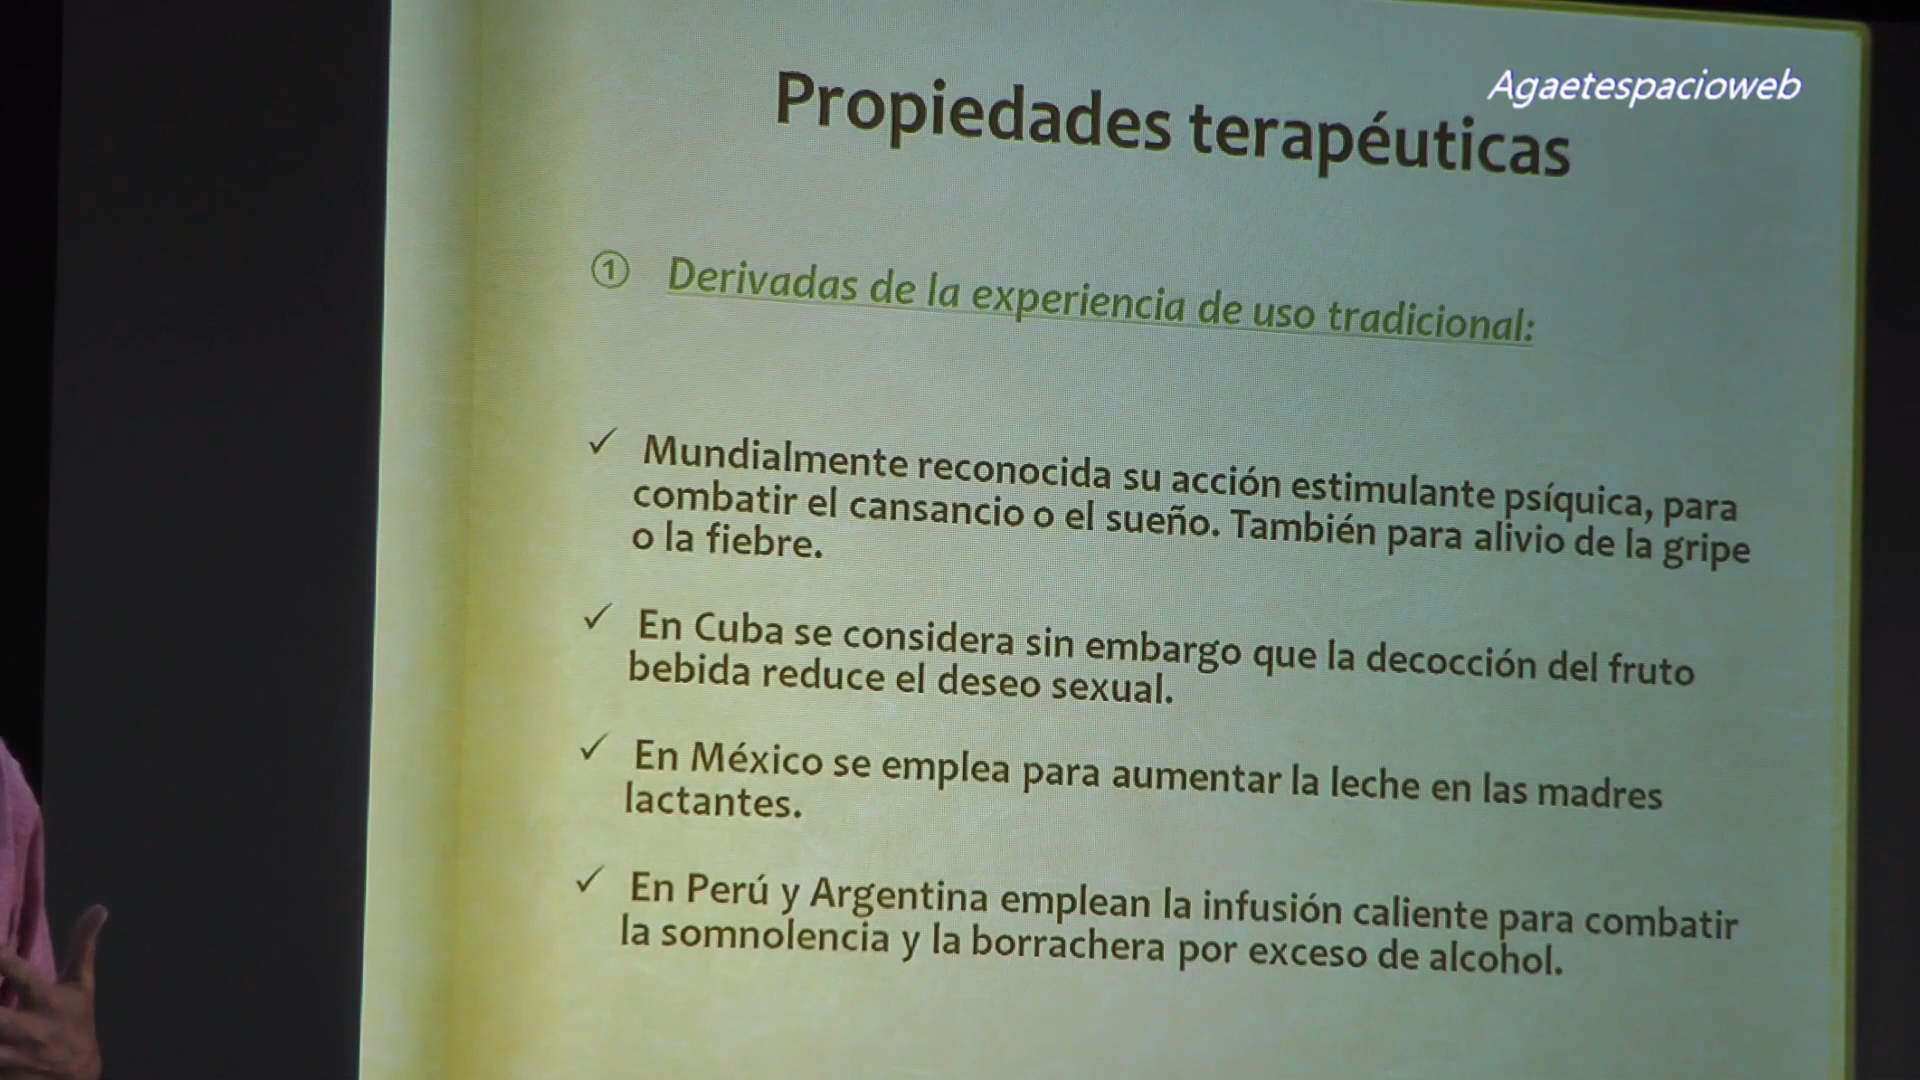 Agaetespacioweb
Propiedades terapéuticas
① Derivadas de la experiencia de uso tradicional:
✓ Mundialmente reconocida su acción estimulante psíquica, para
combatir el cansancio o el sueño. También para alivio de la gripe
o la fiebre.
✓ En Cuba se considera sin embargo que la decocción del fruto
bebida reduce el deseo sexual.
✓ En México se emplea para aumentar la leche en las madres
lactantes.
✓ En Perú y Argentina emplean la infusión caliente para combatir
la somnolencia y la borrachera por exceso de alcohol.